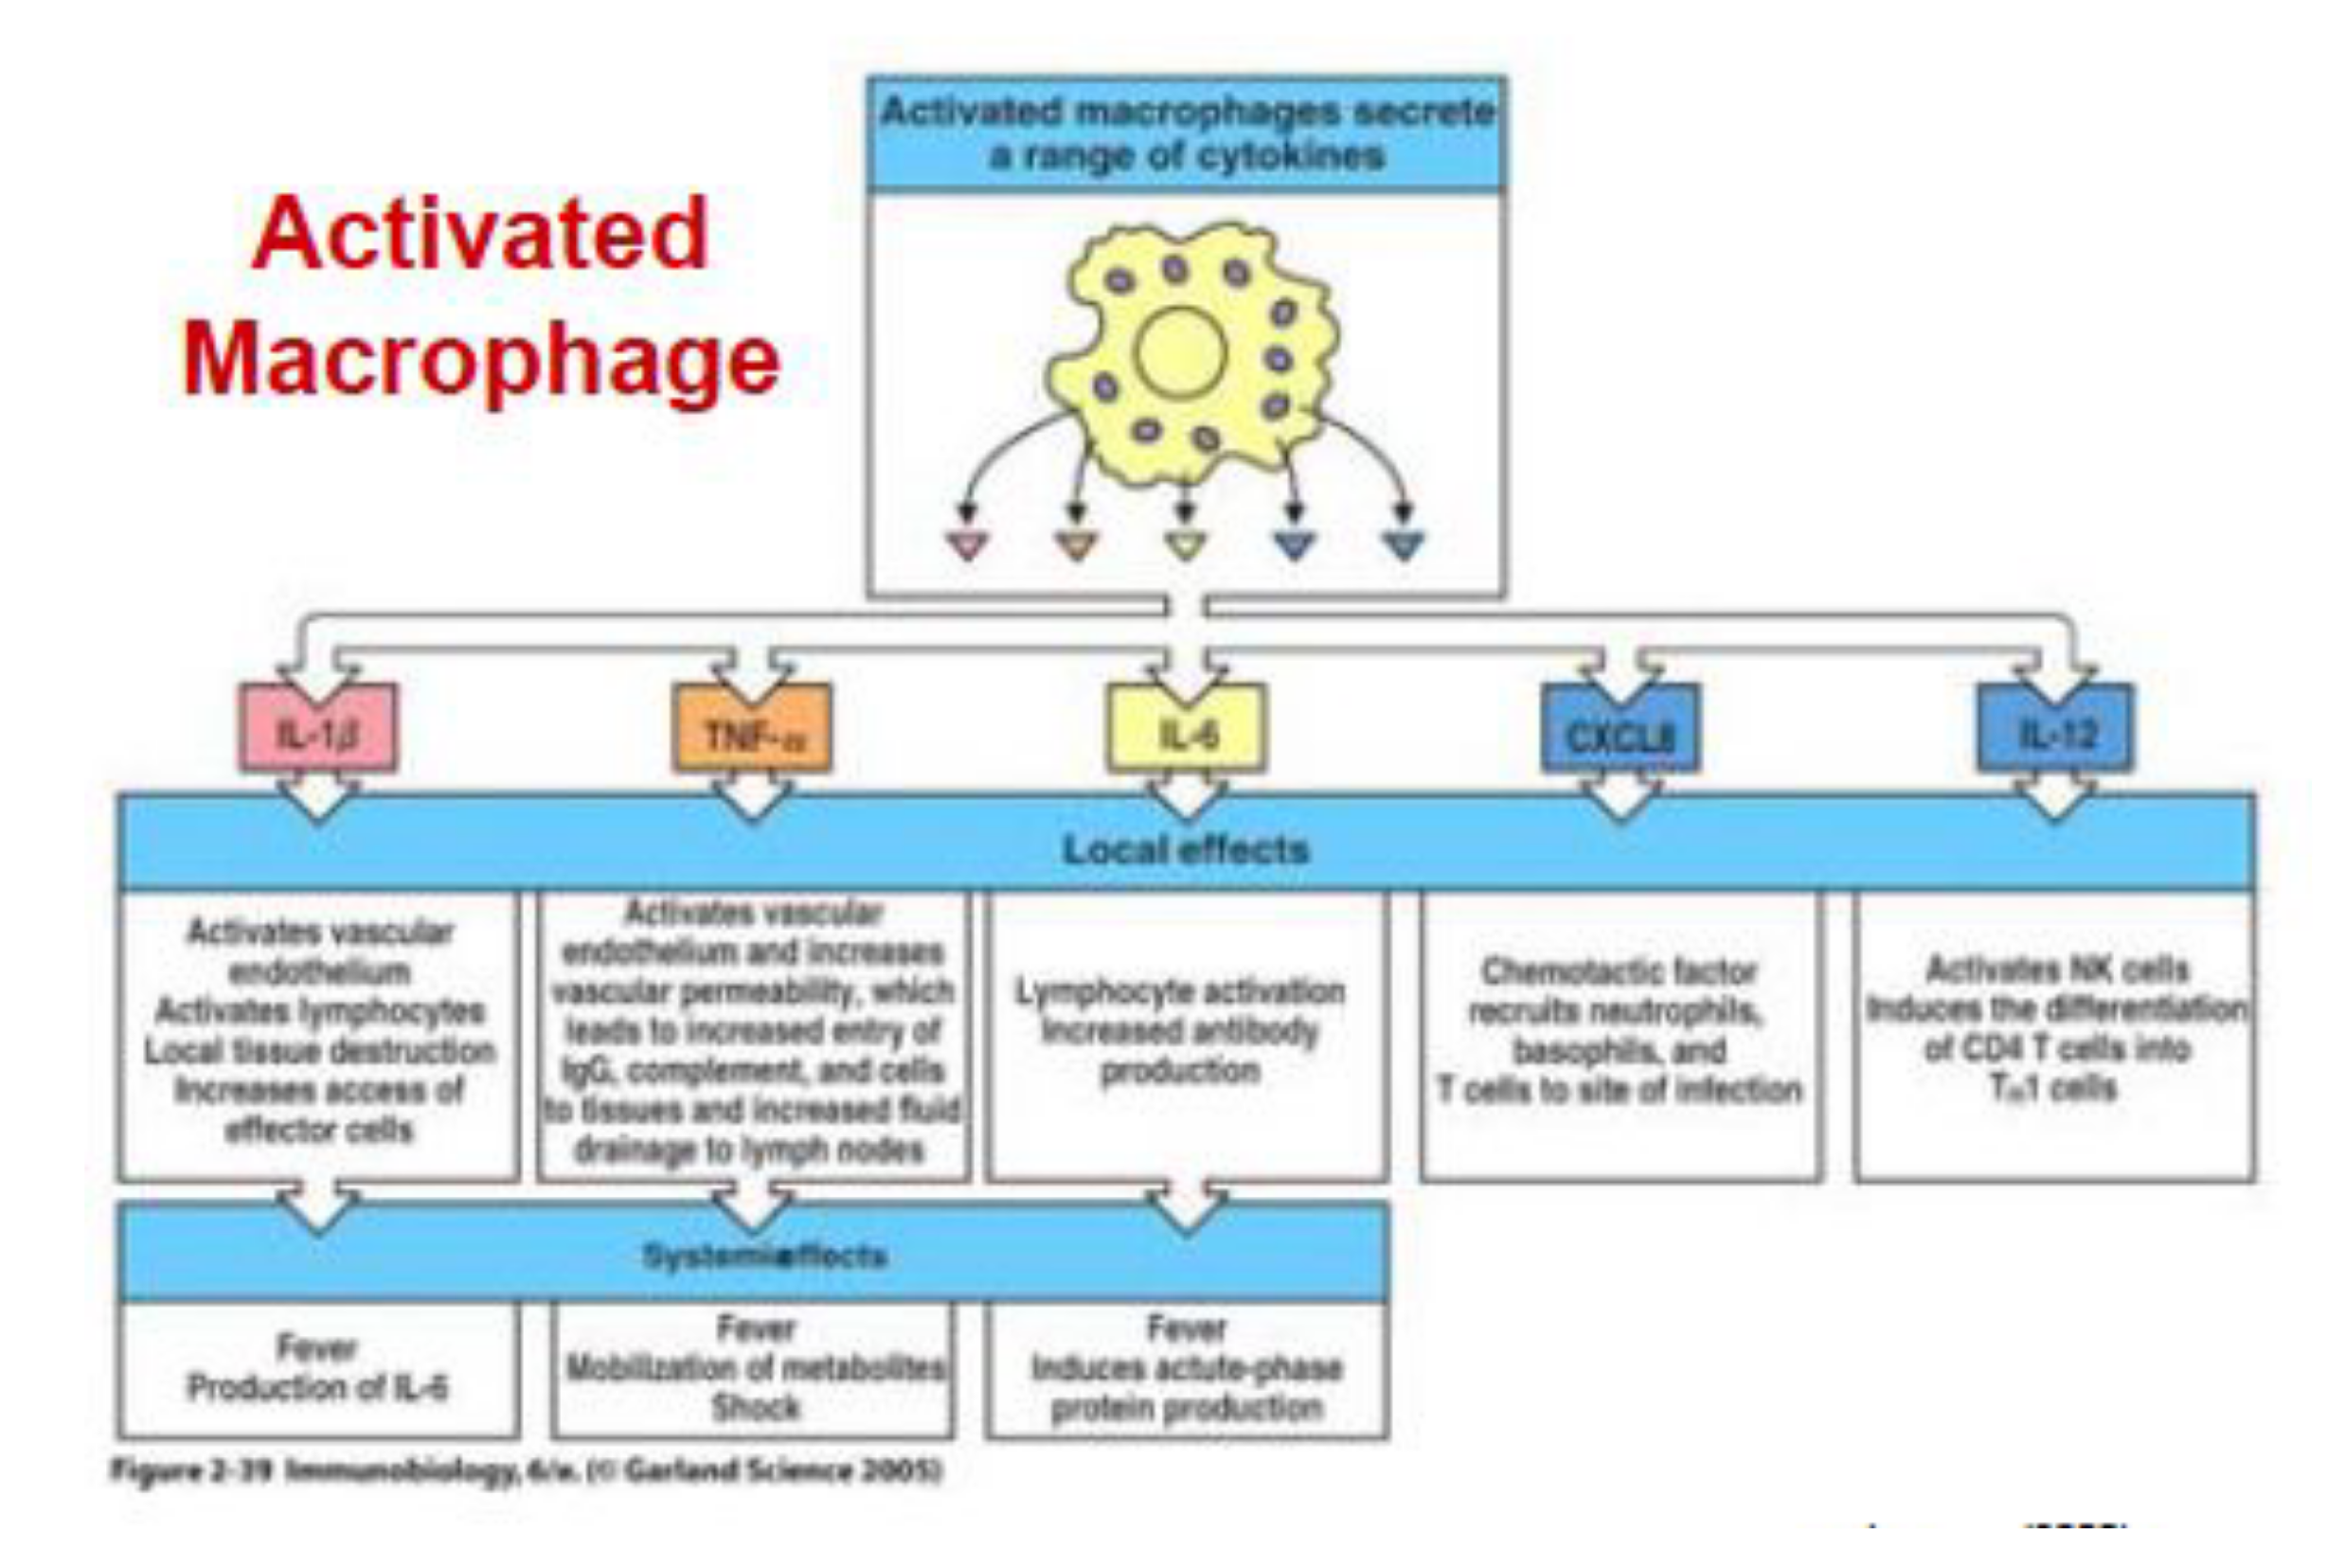 Activated
Macrophage
Activated macrophages secrete
a range of cytokines
IL-1β
TNF-α
IL-6
CXCL8
IL-12
Local effects
Activates vascular
endothelium
Activates lymphocytes
Local tissue destruction
Increases access of
effector cells
Activates vascular
endothelium and increases
vascular permeability, which
leads to increased entry of
IgG, complement, and cells
to tissues and increased fluid
drainage to lymph nodes
Lymphocyte activation
Increased antibody
production
Chemotactic factor
recruits neutrophils,
basophils, and
T cells to site of infection
Activates NK cells
Induces the differentiation
of CD4 T cells into
TH1 cells
Systemic effects
Fever
Production of IL-6
Fever
Mobilization of metabolites
Shock
Fever
Induces actute-phase
protein production
Figure 2-39 Immunobiology, 6/e. (© Garland Science 2005)